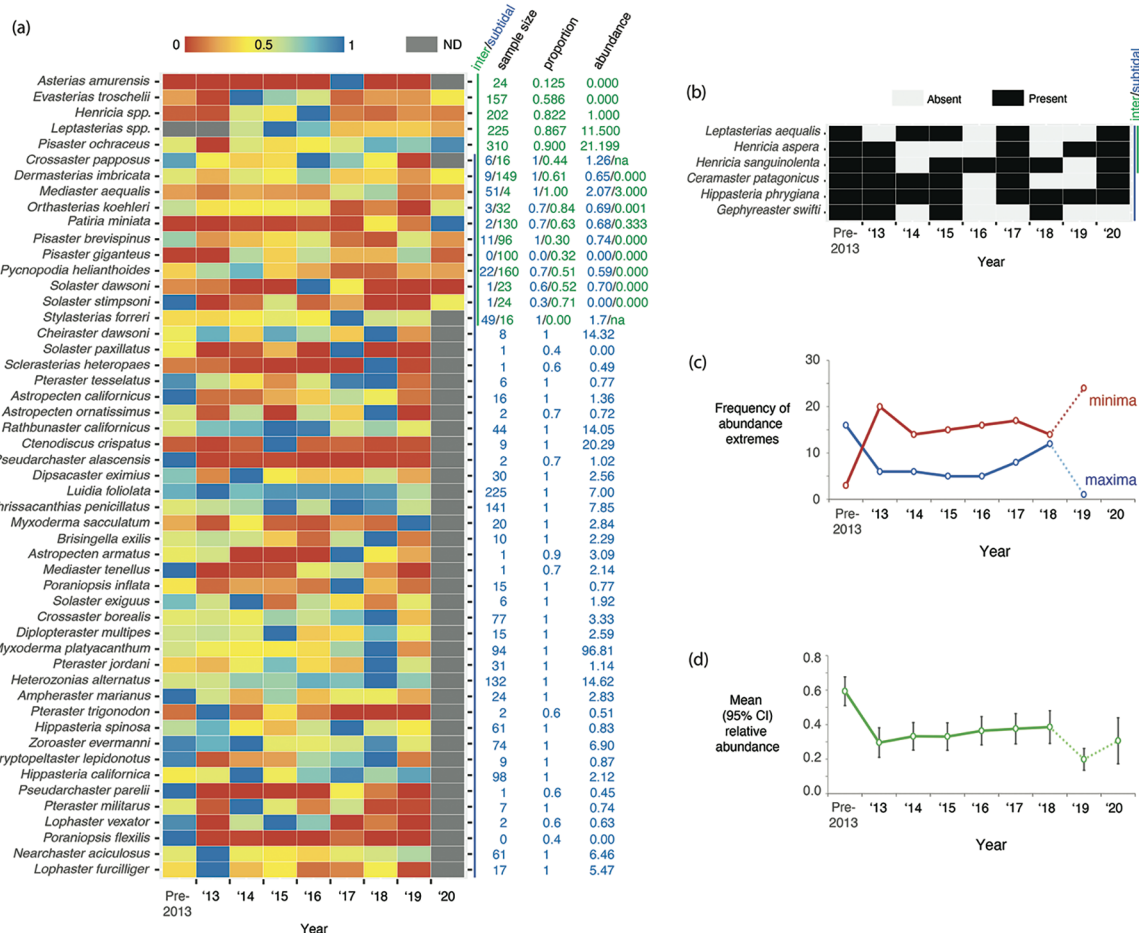 (a)
0 0.5 1 ND
inter/subtidal
sample size
proportion
abundance
Asterias amurensis 24 0.125 0.000
Evasterias troschelii 157 0.586 0.000
Henricia spp. 202 0.822 1.000
Leptasterias spp. 225 0.867 11.500
Pisaster ochraceus 310 0.900 21.199
Crossaster papposus 6/16 1/0.44 1.26/na
Dermasterias imbricata 9/149 1/0.61 0.65/0.000
Mediaster aequalis 51/4 1/1.00 2.07/3.000
Orthasterias koehleri 3/32 0.7/0.84 0.69/0.001
Patiria miniata 2/130 0.7/0.63 0.68/0.333
Pisaster brevispinus 11/96 1/0.30 0.74/0.000
Pisaster giganteus 0/100 0.0/0.32 0.00/0.000
Pycnopodia helianthoides 22/160 0.7/0.51 0.59/0.000
Solaster dawsoni 1/23 0.6/0.52 0.70/0.000
Solaster stimpsoni 1/24 0.3/0.71 0.00/0.000
Stylasterias forreri 49/16 1/0.00 1.7/na
Cheiraster dawsoni 8 1 14.32
Solaster paxillatus 1 0.4 0.00
Sclerasterias heteropaes 1 0.6 0.49
Pteraster tesselatus 6 1 0.77
Astropecten californicus 16 1 1.36
Astropecten ornatissimus 2 0.7 0.72
Rathbunaster californicus 44 1 14.05
Ctenodiscus crispatus 9 1 20.29
Pseudarchaster alascensis 2 0.7 1.02
Dipsacaster eximius 30 1 2.56
Luidia foliolata 225 1 7.00
hrissacanthias penicillatus 141 1 7.85
Myxoderma sacculatum 20 1 2.84
Brisingella exilis 10 1 2.29
Astropecten armatus 1 0.9 3.09
Mediaster tenellus 1 0.7 2.14
Poraniopsis inflata 15 1 0.77
Solaster exiguus 6 1 1.92
Crossaster borealis 77 1 3.33
Diplopteraster multipes 15 1 2.59
Myxoderma platyacanthum 94 1 96.81
Pteraster jordani 31 1 1.14
Heterozonias alternatus 132 1 14.62
Ampheraster marianus 24 1 2.83
Pteraster trigonodon 2 0.6 0.51
Hippasteria spinosa 61 1 0.83
Zoroaster evermanni 74 1 6.90
ryptopeltaster lepidonotus 9 1 0.87
Hippasteria californica 98 1 2.12
Pseudarchaster parelii 1 0.6 0.45
Pteraster militarus 7 1 0.74
Lophaster vexator 2 0.6 0.63
Poraniopsis flexilis 0 0.4 0.00
Nearchaster aciculosus 61 1 6.46
Lophaster furcilliger 17 1 5.47
Pre-2013 '13 '14 '15 '16 '17 '18 '19 '20
Year
(b)
Absent Present
inter/subtidal
Leptasterias aequalis
Henricia aspera
Henricia sanguinolenta
Ceramaster patagonicus
Hippasteria phrygiana
Gephyreaster swifti
Pre-2013 '13 '14 '15 '16 '17 '18 '19 '20
Year
(c)
Frequency of
abundance
extremes
30
20
10
0
minima
maxima
Pre-2013 '13 '14 '15 '16 '17 '18 '19 '20
Year
(d)
Mean
(95% CI)
relative
abundance
0.8
0.6
0.4
0.2
0.0
Pre-2013 '13 '14 '15 '16 '17 '18 '19 '20
Year